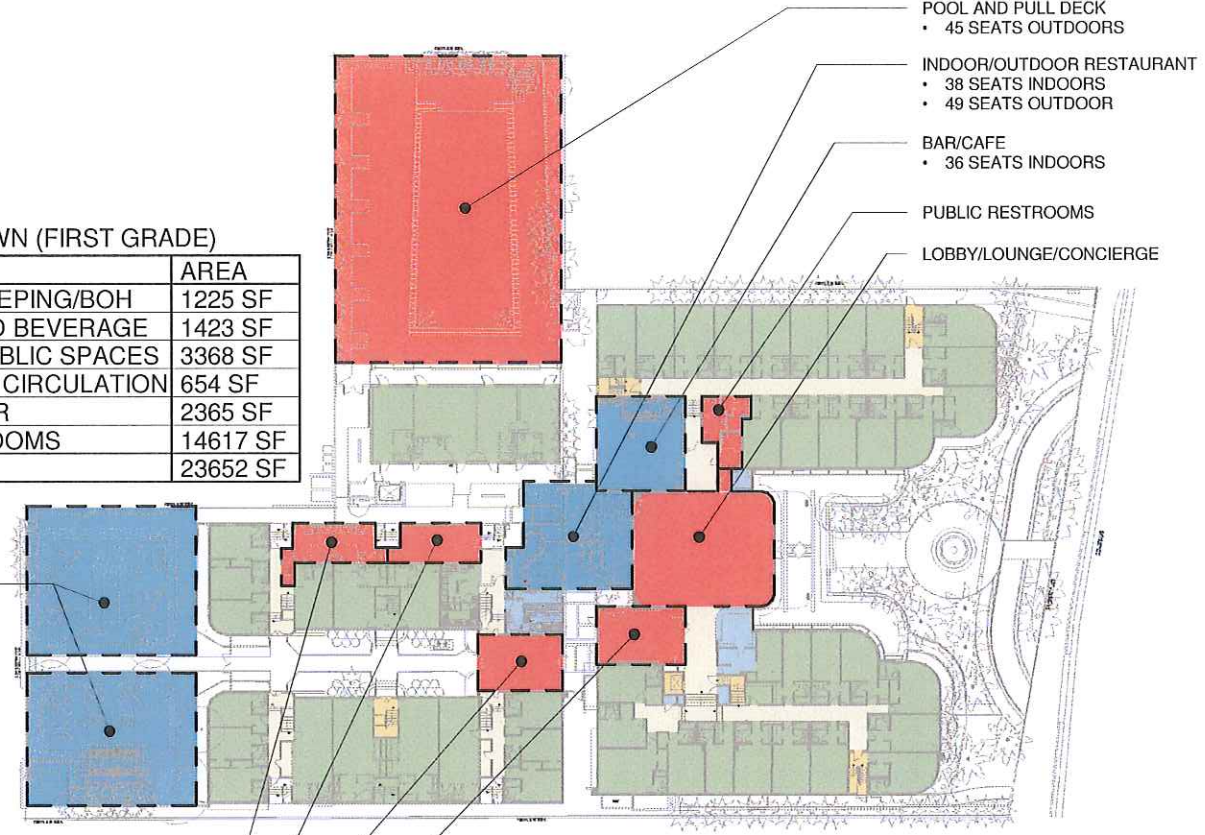 POOL AND PULL DECK
• 45 SEATS OUTDOORS
INDOOR/OUTDOOR RESTAURANT
• 38 SEATS INDOORS
• 49 SEATS OUTDOOR
BAR/CAFE
• 36 SEATS INDOORS
PUBLIC RESTROOMS
LOBBY/LOUNGE/CONCIERGE
WN (FIRST GRADE)
AREA
EPING/BOH 1225 SF
D BEVERAGE 1423 SF
BLIC SPACES 3368 SF
CIRCULATION 654 SF
R 2365 SF
OOMS 14617 SF
23652 SF